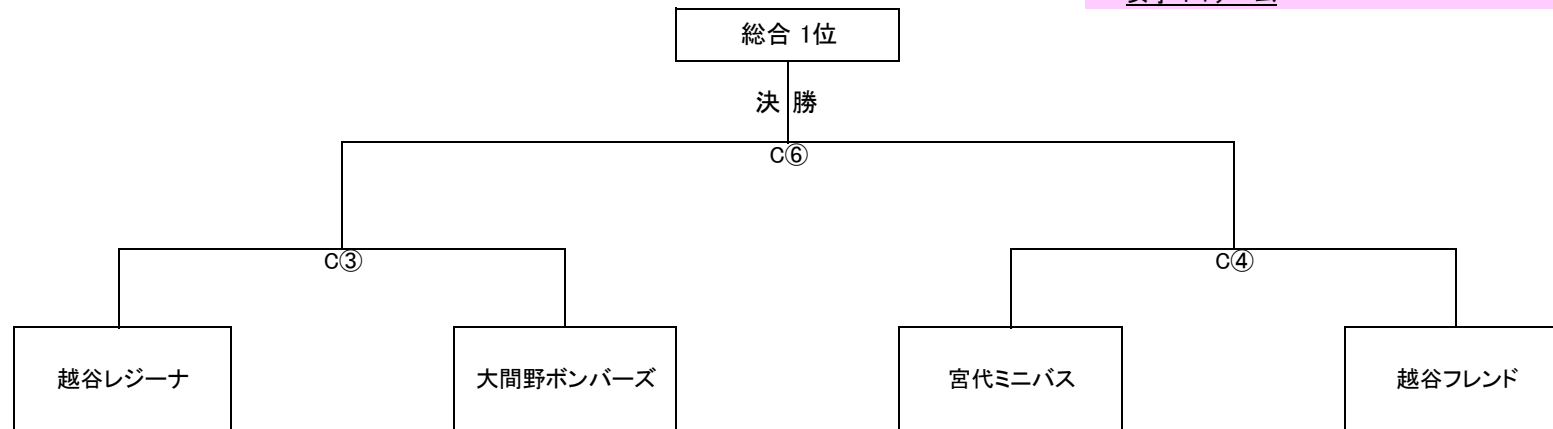 総合 1位
決 勝
C⑥
C③
C④
越谷レジーナ
大間野ボンバーズ
宮代ミニバス
越谷フレンド